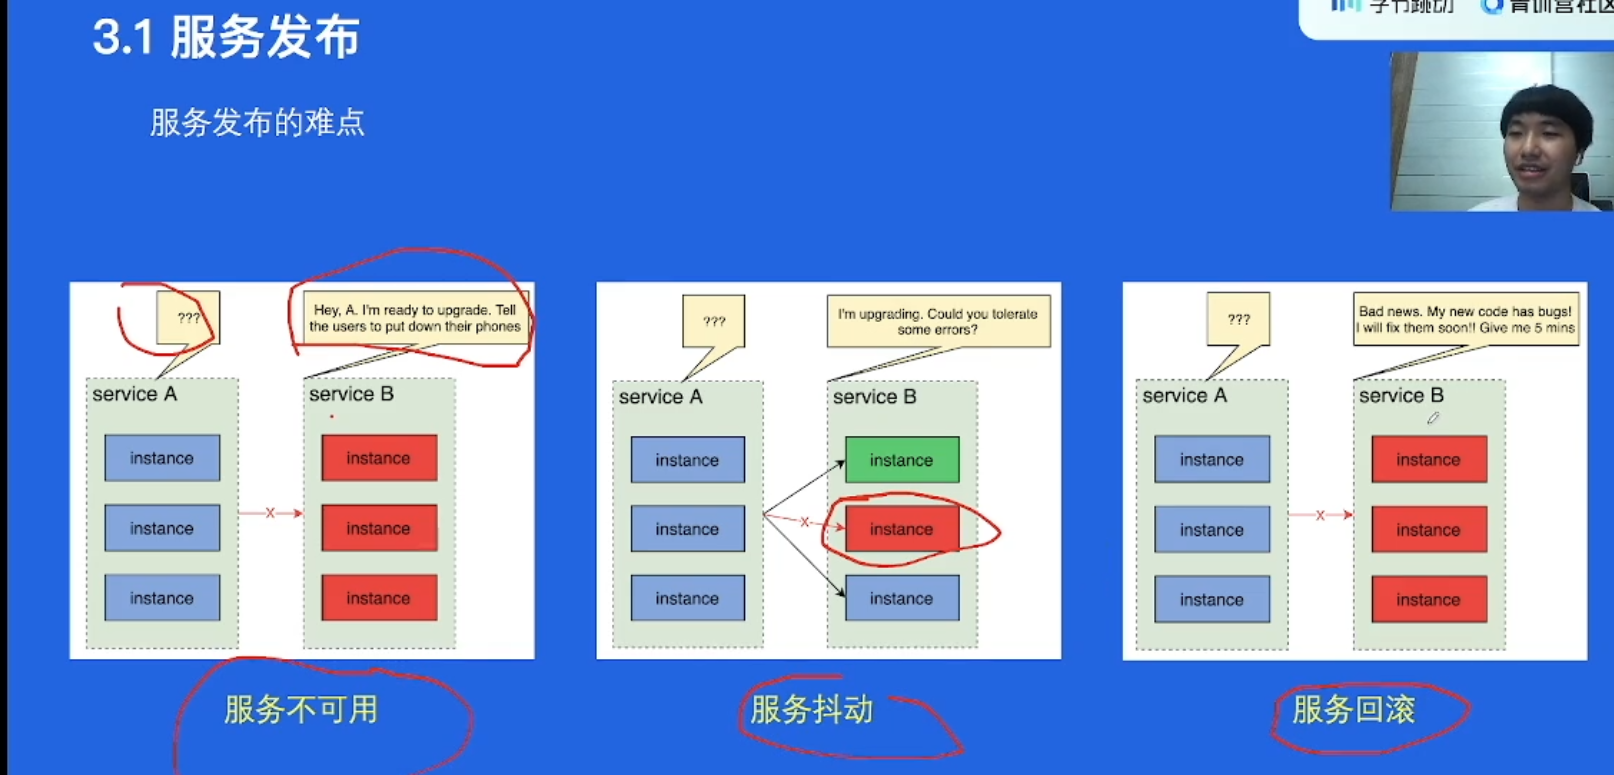 3.1 服务发布
字节跳动 青训营社区
服务发布的难点
???
Hey, A. I'm ready to upgrade. Tell
the users to put down their phones
service A
service B
instance
instance
instance
x
instance
instance
instance
服务不可用
???
I'm upgrading. Could you tolerate
some errors?
service A
service B
instance
instance
instance
x
instance
instance
instance
服务抖动
???
Bad news. My new code has bugs!
I will fix them soon!! Give me 5 mins
service A
service B
instance
instance
instance
x
instance
instance
instance
服务回滚